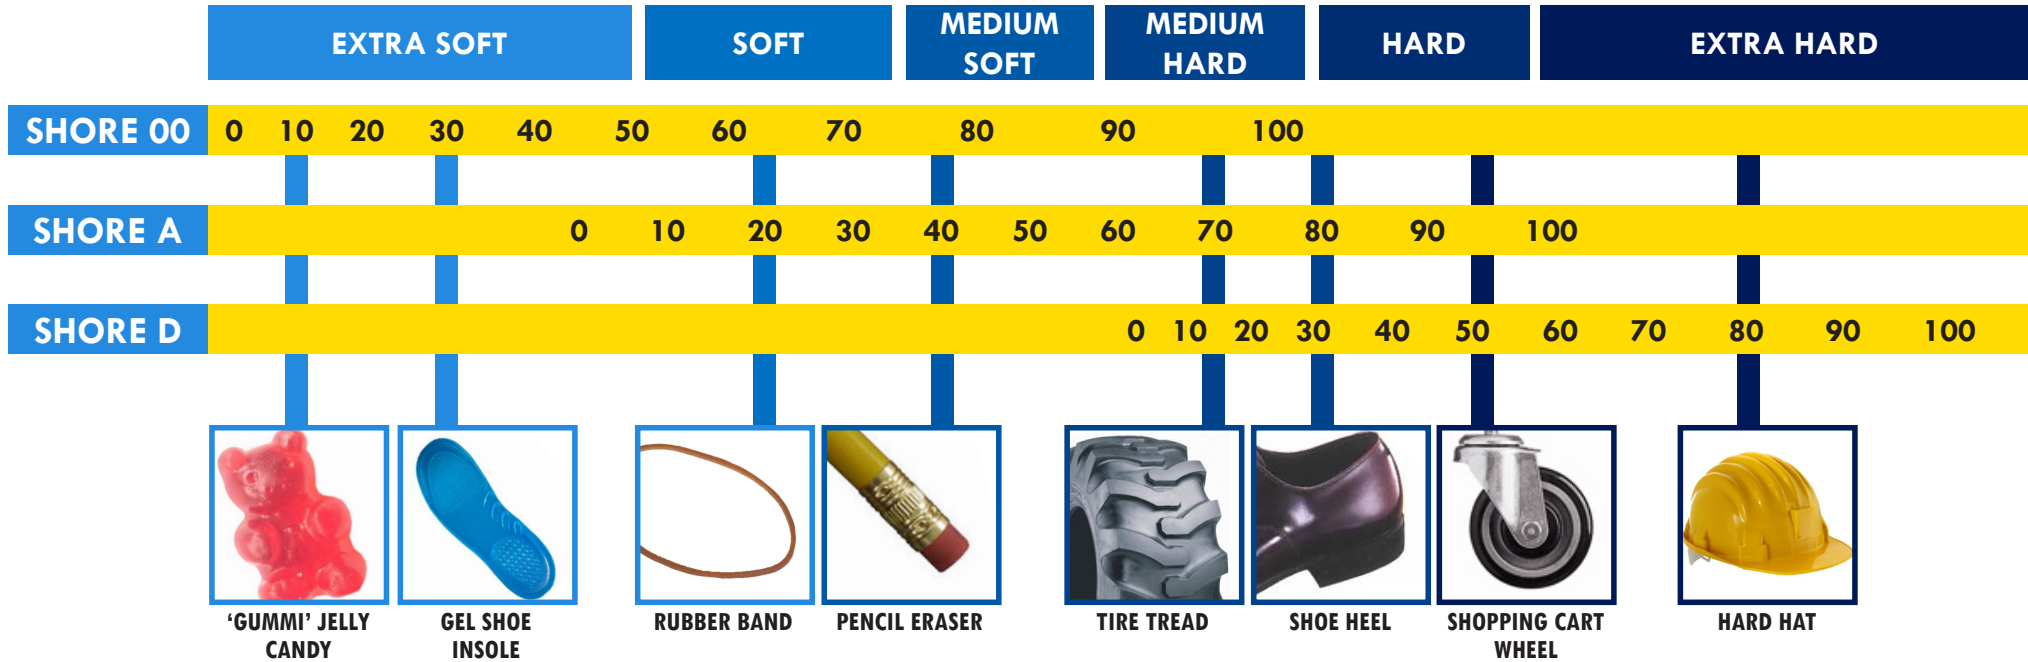 EXTRA SOFT
SOFT
MEDIUM
SOFT
MEDIUM
HARD
HARD
EXTRA HARD
SHORE 00 0 10 20 30 40 50 60 70 80 90 100
SHORE A 0 10 20 30 40 50 60 70 80 90 100
SHORE D 0 10 20 30 40 50 60 70 80 90 100
‘GUMMI’ JELLY
CANDY
GEL SHOE
INSOLE
RUBBER BAND
PENCIL ERASER
TIRE TREAD
SHOE HEEL
SHOPPING CART
WHEEL
HARD HAT